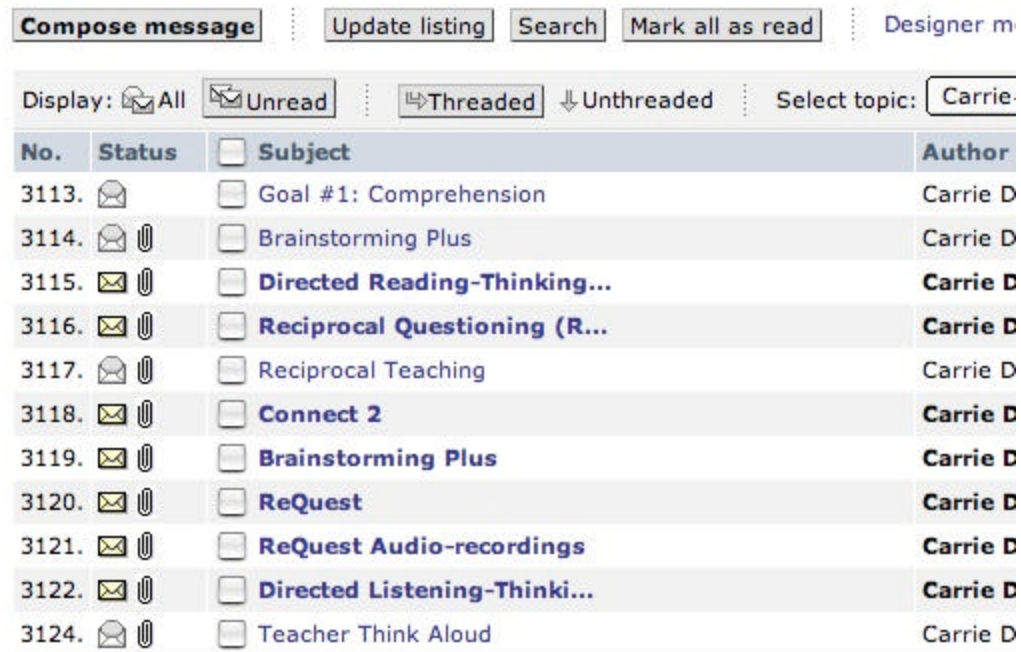 Compose message Update listing Search Mark all as read Designer m
Display: All Unread Threaded Unthreaded Select topic: Carrie-
No. Status Subject Author
3113. Goal #1: Comprehension Carrie D
3114. Brainstorming Plus Carrie D
3115. Directed Reading-Thinking... Carrie D
3116. Reciprocal Questioning (R... Carrie D
3117. Reciprocal Teaching Carrie D
3118. Connect 2 Carrie D
3119. Brainstorming Plus Carrie D
3120. ReQuest Carrie D
3121. ReQuest Audio-recordings Carrie D
3122. Directed Listening-Thinki... Carrie D
3124. Teacher Think Aloud Carrie D